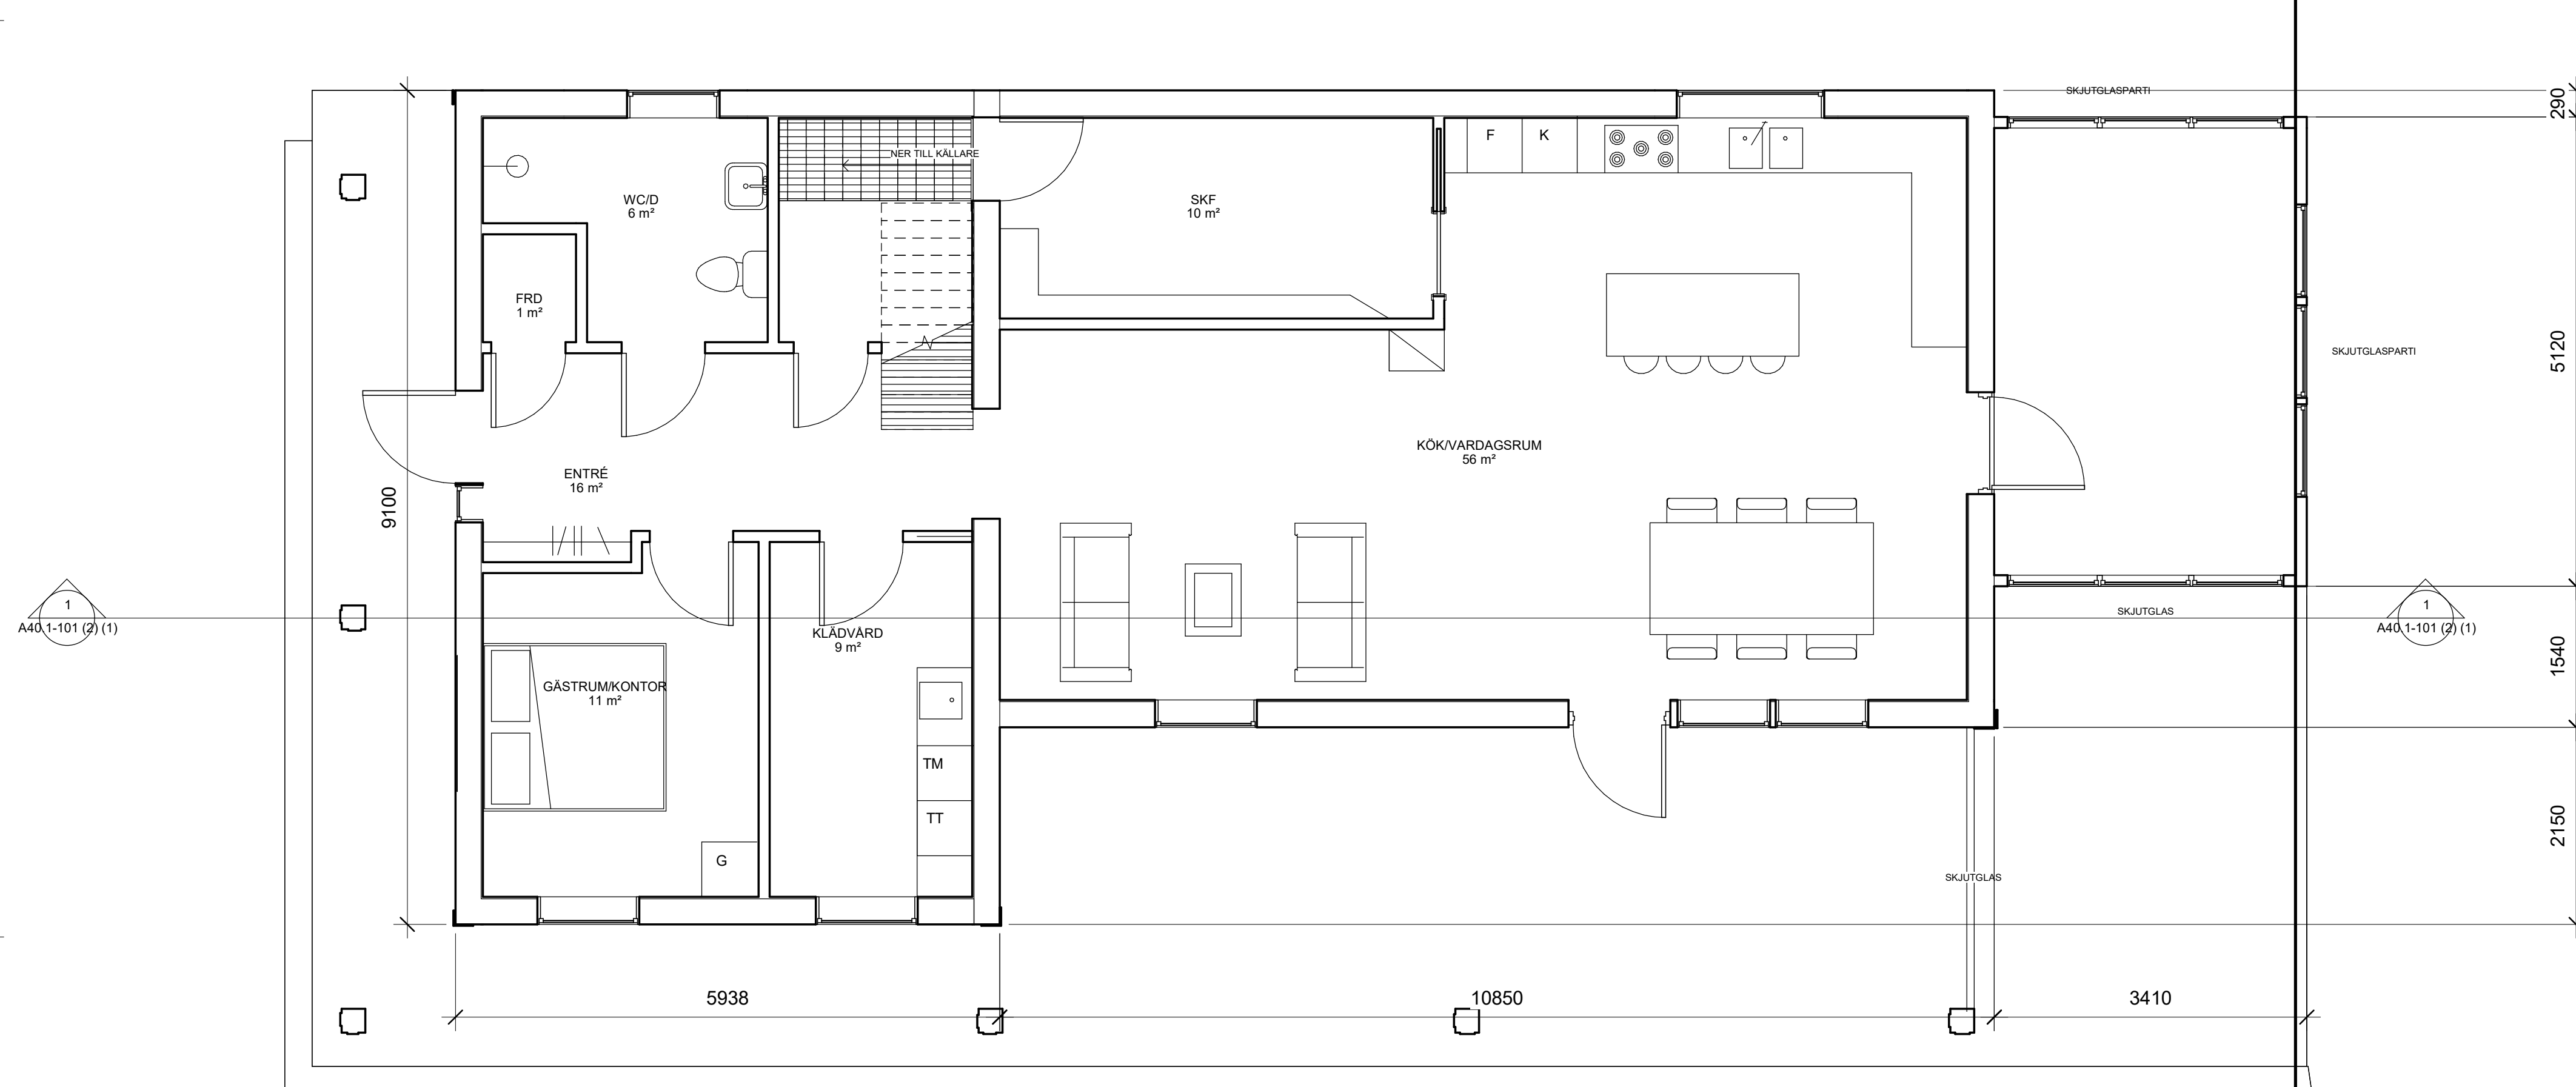 SKJUTGLASPARTI
290
F
K
NER TILL KÄLLARE
WC/D
6 m²
SKF
10 m²
FRD
1 m²
SKJUTGLASPARTI
5120
KÖK/VARDAGSRUM
56 m²
ENTRÉ
16 m²
9100
1
A40.1-101 (2) (1)
SKJUTGLAS
1
A40.1-101 (2) (1)
KLÄDVÅRD
9 m²
1540
GÄSTRUM/KONTOR
11 m²
TM
TT
2150
G
SKJUTGLAS
5938
10850
3410